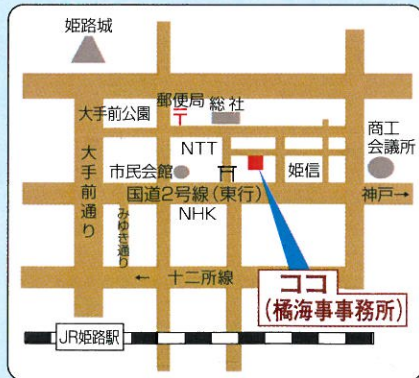 姫路城
郵便局
総社
大手前公園
商工
会議所
NTT
大手前通り
市民会館
姫信
国道2号線(東行)
神戸→
みゆき通り
NHK
← 十二所線
ココ
(橘海事事務所)
JR姫路駅